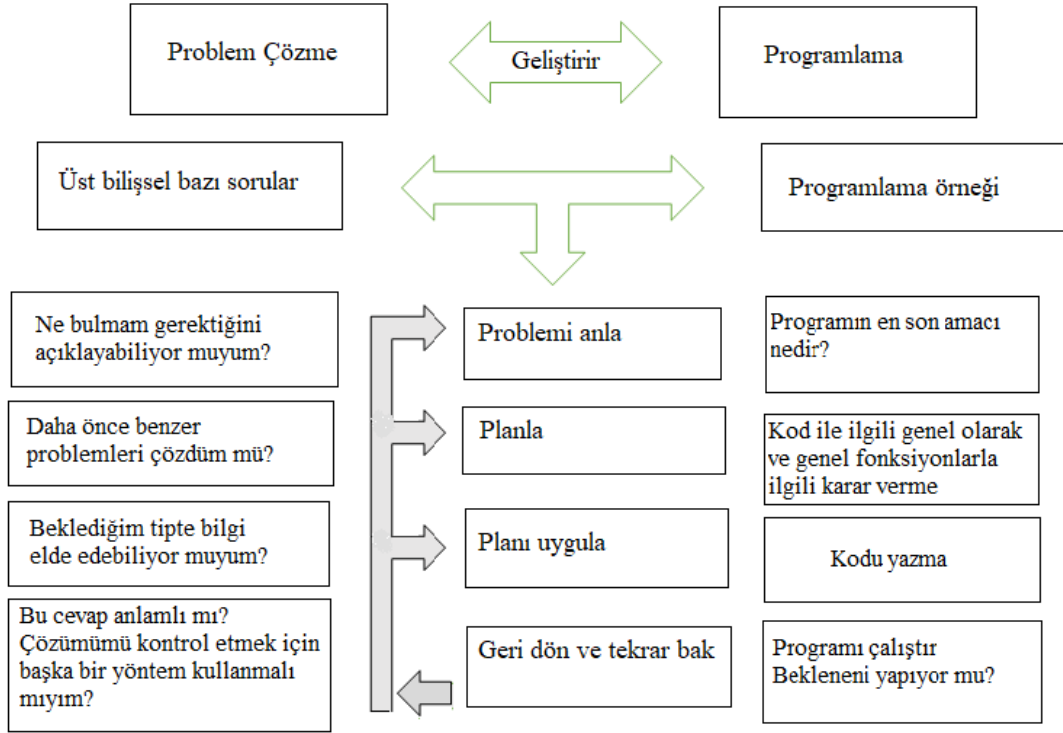 Problem Çözme
Geliştirir
Programlama
Üst bilişsel bazı sorular
Programlama örneği
Ne bulmam gerektiğini
açıklayabiliyor muyum?
Problemi anla
Programın en son amacı
nedir?
Daha önce benzer
problemleri çözdüm mü?
Planla
Kod ile ilgili genel olarak
ve genel fonksiyonlarla
ilgili karar verme
Beklediğim tipte bilgi
elde edebiliyor muyum?
Planı uygula
Kodu yazma
Bu cevap anlamlı mı?
Çözümümü kontrol etmek için
başka bir yöntem kullanmalı
mıyım?
Geri dön ve tekrar bak
Programı çalıştır
Bekleneni yapıyor mu?